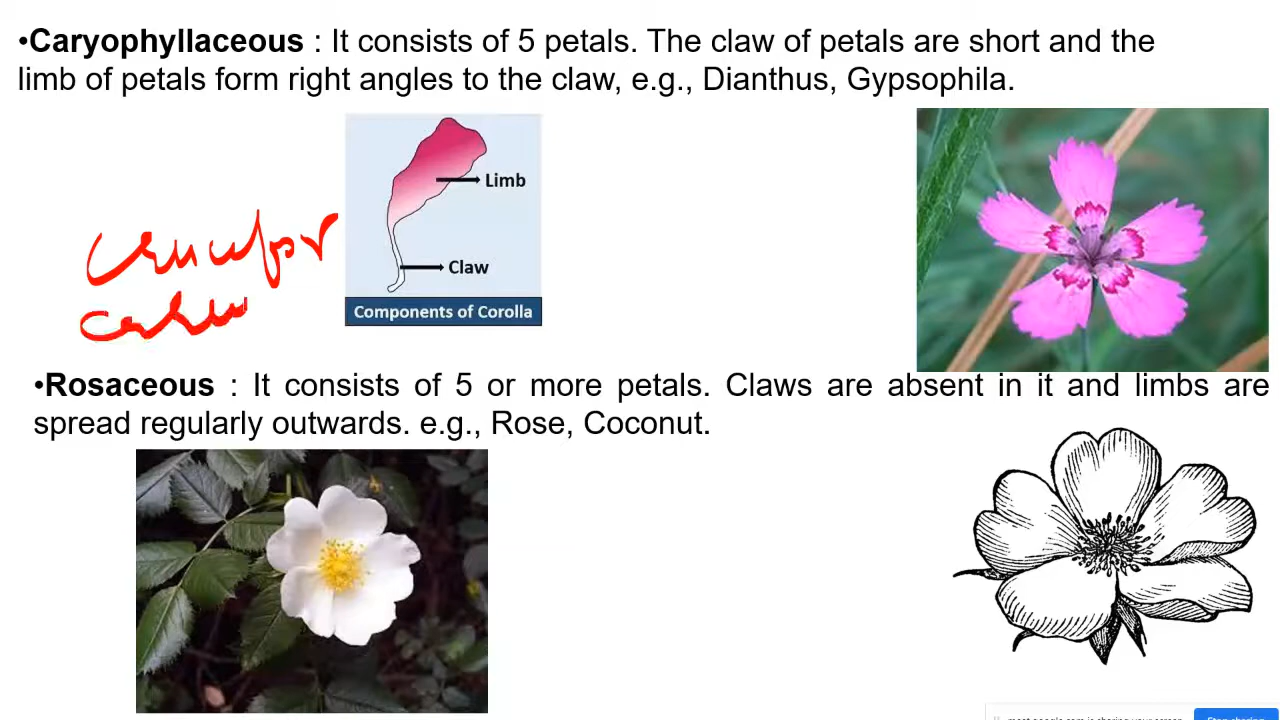 •Caryophyllaceous : It consists of 5 petals. The claw of petals are short and the
limb of petals form right angles to the claw, e.g., Dianthus, Gypsophila.
Limb
Claw
Components of Corolla
•Rosaceous : It consists of 5 or more petals. Claws are absent in it and limbs are
spread regularly outwards. e.g., Rose, Coconut.